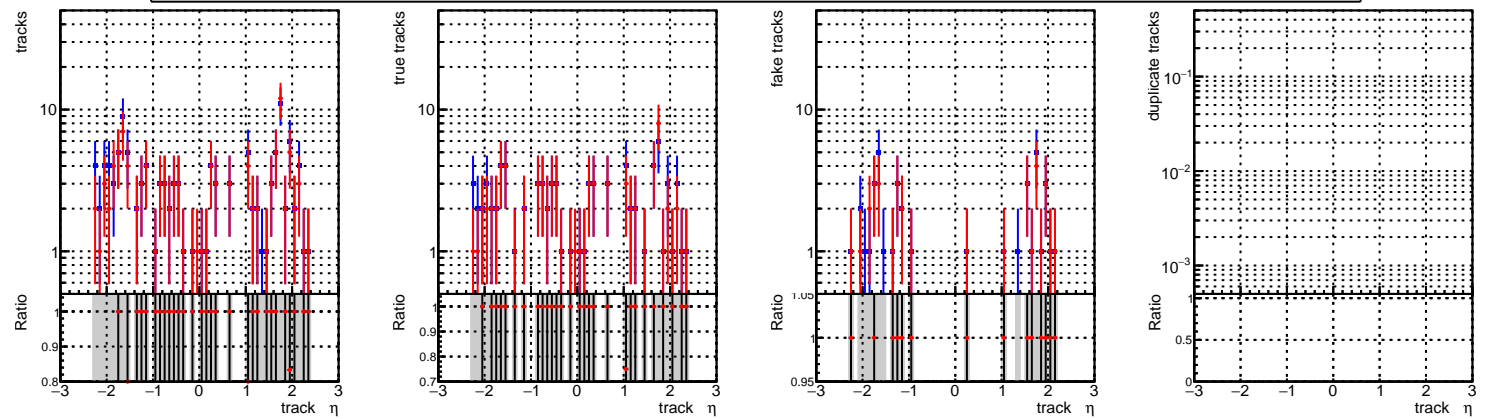 tracks
10
1
Ratio
1
0.9
0.8
−3 −2 −1 0 1 2 3
track η
true tracks
10
1
Ratio
1
0.9
0.8
0.7
−3 −2 −1 0 1 2 3
track η
fake tracks
10
1
Ratio
1.05
1
0.95
−3 −2 −1 0 1 2 3
track η
duplicate tracks
10⁻¹
10⁻²
10⁻³
Ratio
1
0.5
0
−3 −2 −1 0 1 2 3
track η